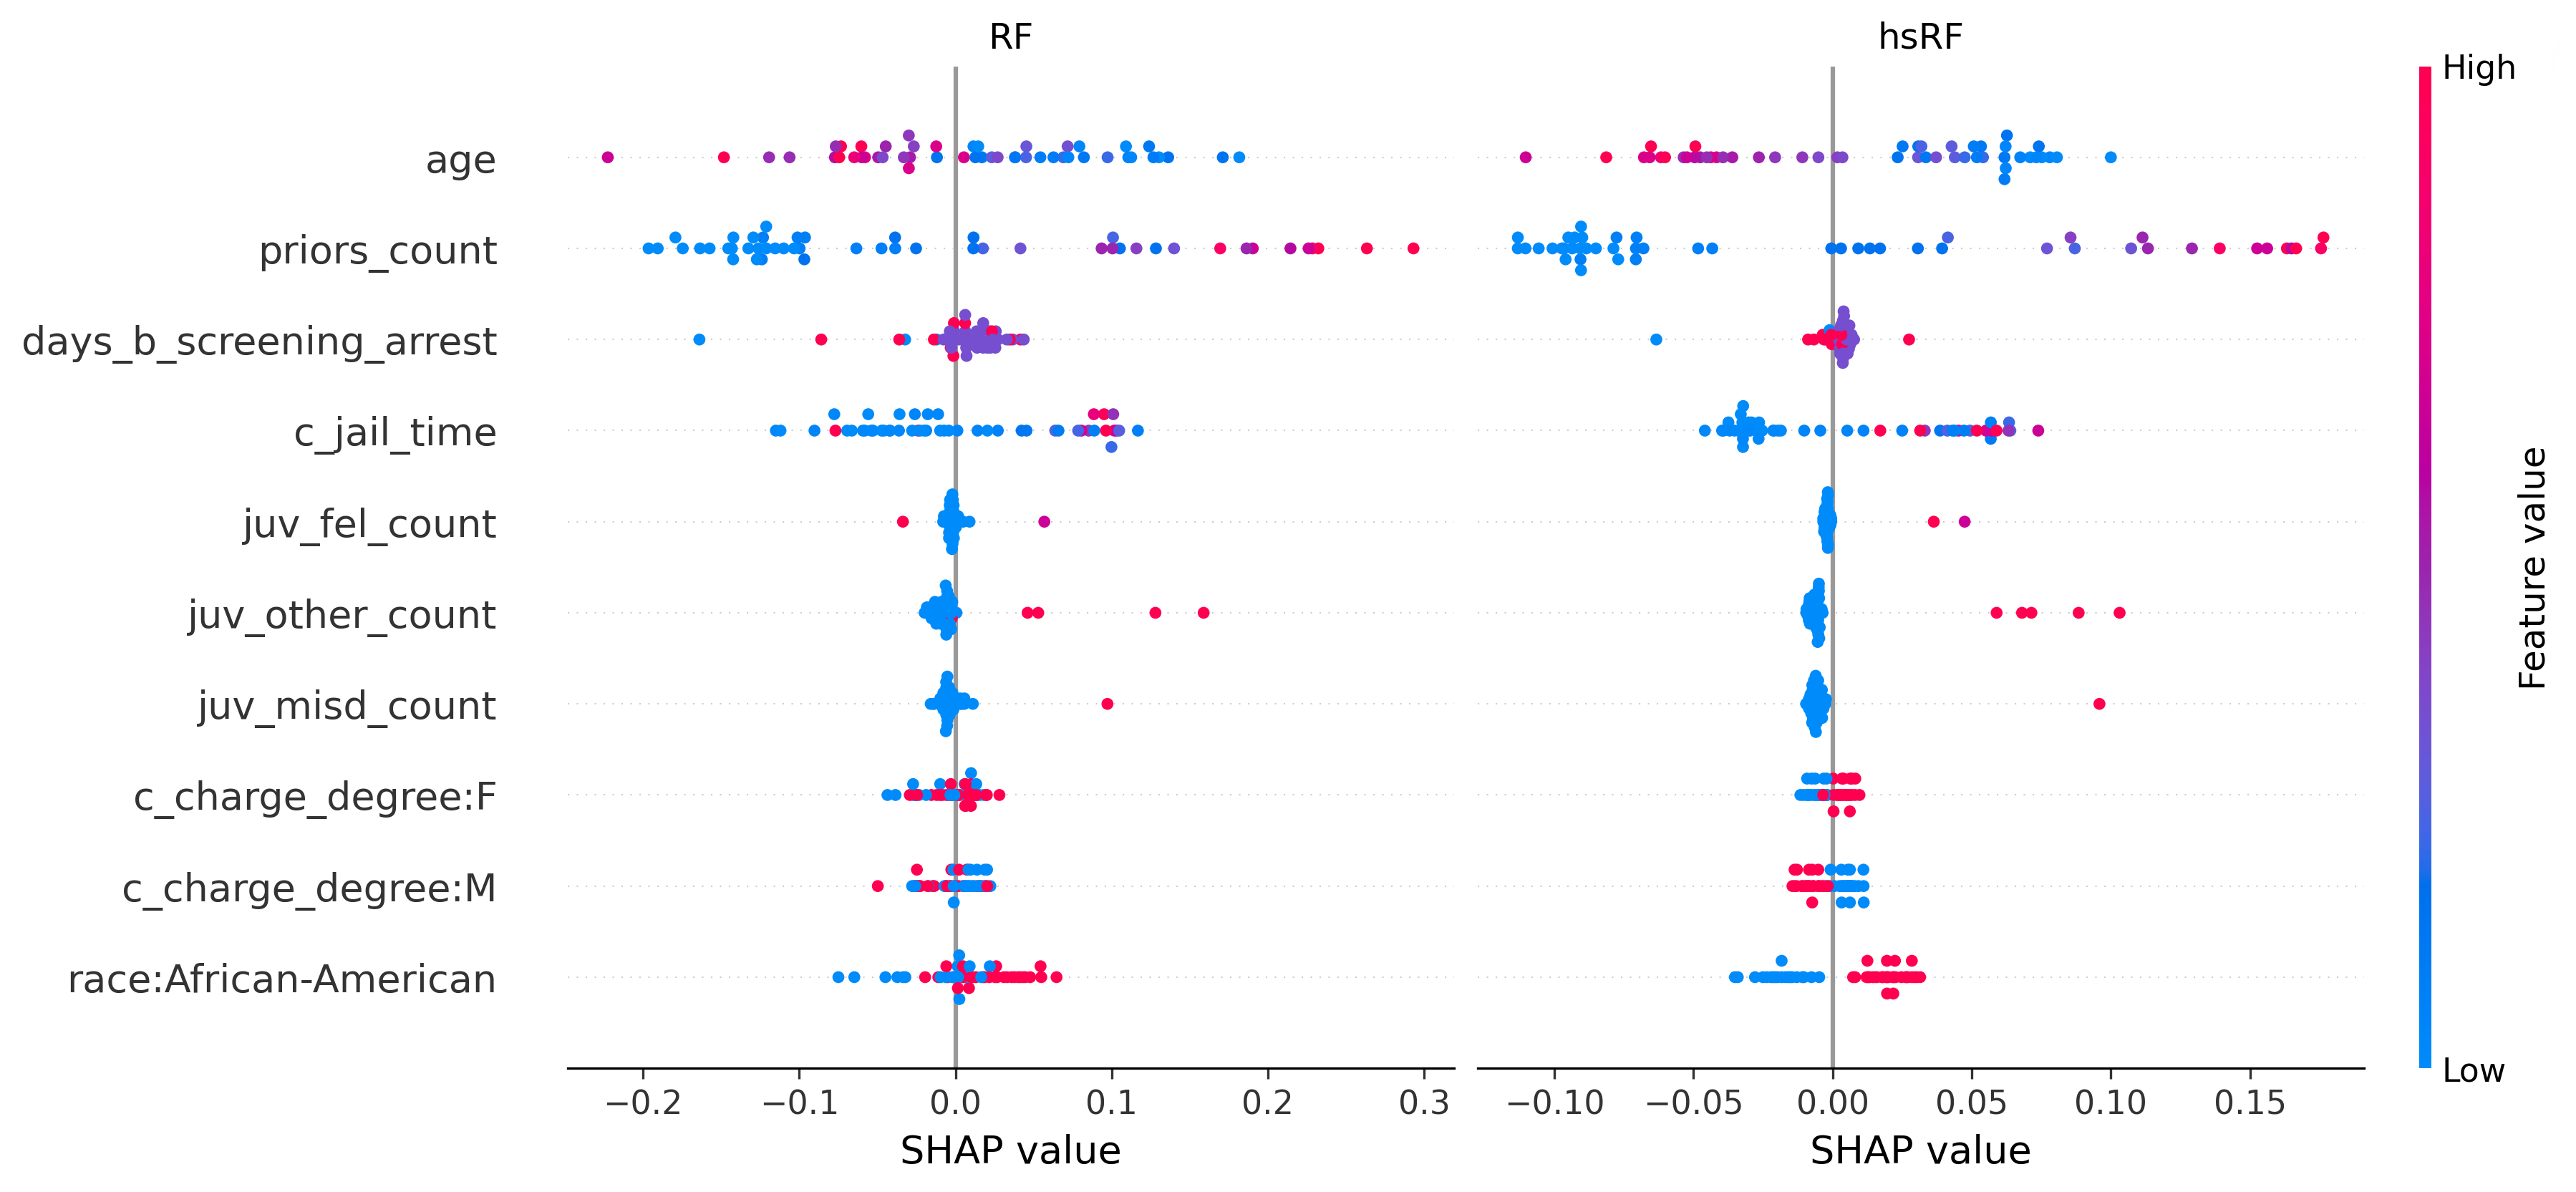 RF
hsRF
High
age
priors_count
days_b_screening_arrest
c_jail_time
juv_fel_count
juv_other_count
juv_misd_count
c_charge_degree:F
c_charge_degree:M
race:African-American
Feature value
Low
−0.2 −0.1 0.0 0.1 0.2 0.3
−0.10 −0.05 0.00 0.05 0.10 0.15
SHAP value
SHAP value